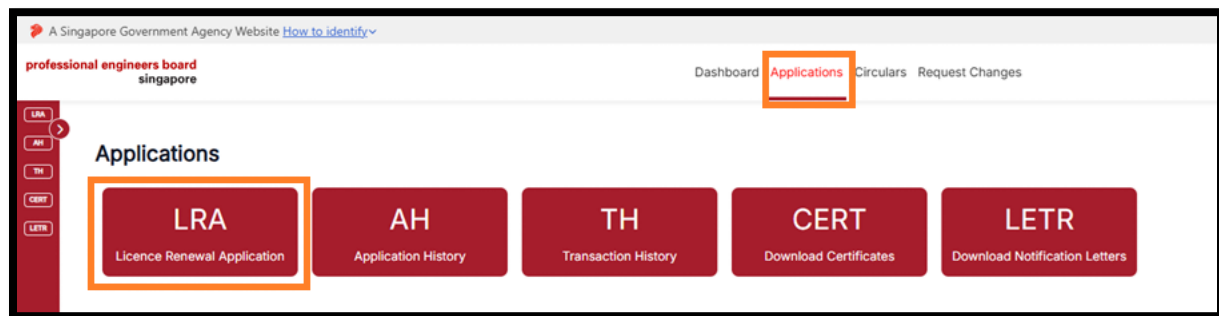 A Singapore Government Agency Website How to identify
professional engineers board
singapore
Dashboard Applications Circulars Request Changes
LRA
AH
TH
CERT
LETR
Applications
LRA AH TH CERT LETR
Licence Renewal Application Application History Transaction History Download Certificates Download Notification Letters